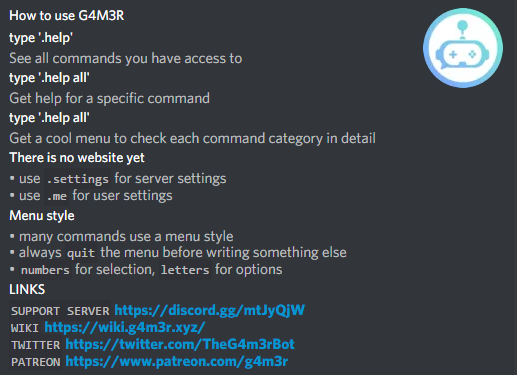 How to use G4M3R
type '.help'
See all commands you have access to
type '.help all'
Get help for a specific command
type '.help all'
Get a cool menu to check each command category in detail
There is no website yet
• use .settings for server settings
• use .me for user settings
Menu style
• many commands use a menu style
• always quit the menu before writing something else
• numbers for selection, letters for options
LINKS
SUPPORT SERVER https://discord.gg/mtJyQjW
WIKI https://wiki.g4m3r.xyz/
TWITTER https://twitter.com/TheG4m3rBot
PATREON https://www.patreon.com/g4m3r